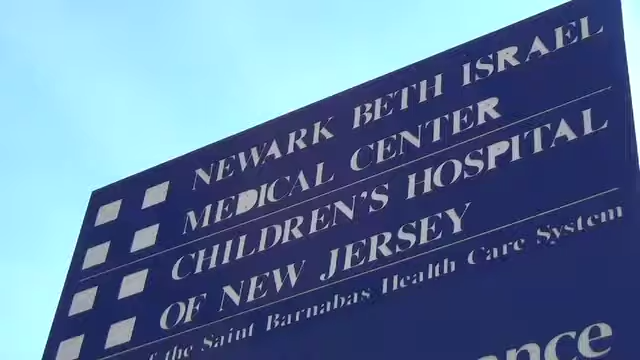 NEWARK BETH ISRAEL
MEDICAL CENTER
CHILDREN'S HOSPITAL
OF NEW JERSEY
the Saint Barnabas Health Care System